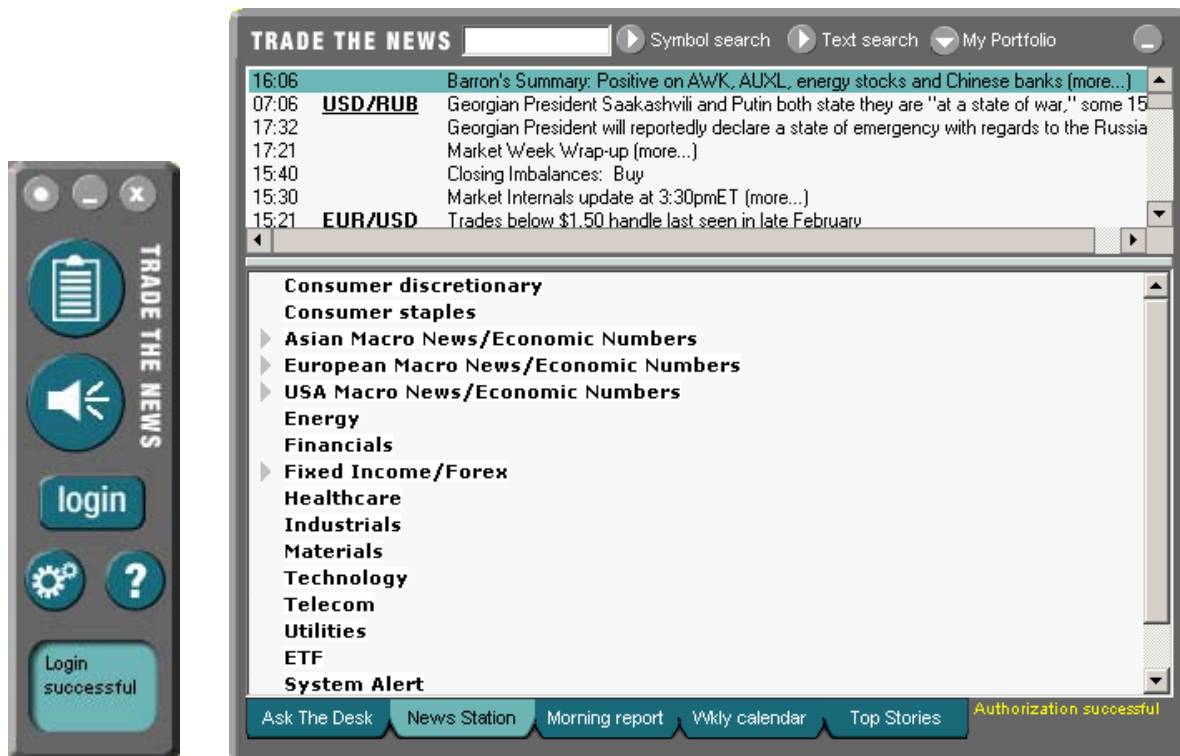 TRADE THE NEWS
login
?
Login
successful
TRADE THE NEWS Symbol search Text search My Portfolio
16:06 Barron's Summary: Positive on AWK, AUXL, energy stocks and Chinese banks (more...)
07:06 USD/RUB Georgian President Saakashvili and Putin both state they are "at a state of war," some 15
17:32 Georgian President will reportedly declare a state of emergency with regards to the Russia
17:21 Market Week Wrap-up (more...)
15:40 Closing Imbalances: Buy
15:30 Market Internals update at 3:30pmET (more...)
15:21 EUR/USD Trades below $1.50 handle last seen in late February
Consumer discretionary
Consumer staples
Asian Macro News/Economic Numbers
European Macro News/Economic Numbers
USA Macro News/Economic Numbers
Energy
Financials
Fixed Income/Forex
Healthcare
Industrials
Materials
Technology
Telecom
Utilities
ETF
System Alert
Ask The Desk News Station Morning report Wkly calendar Top Stories Authorization successful